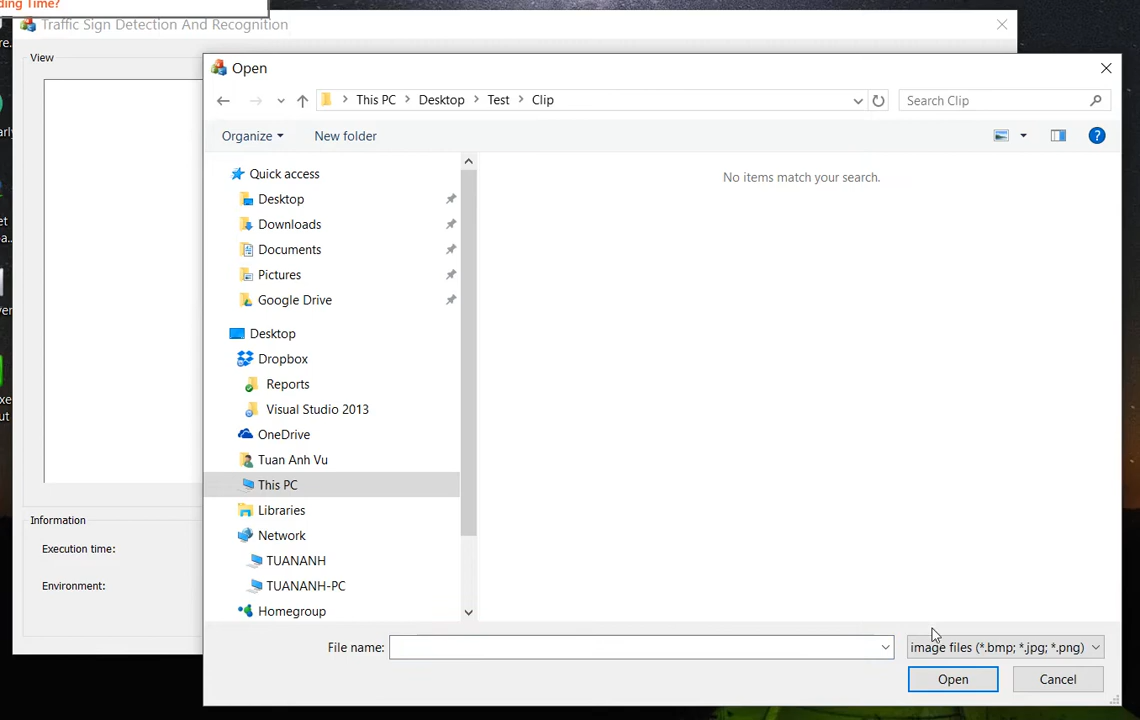 ding Time?
Traffic Sign Detection And Recognition
View
Open
This PC > Desktop > Test > Clip
Search Clip
Organize
New folder
No items match your search.
Quick access
Desktop
Downloads
Documents
Pictures
Google Drive
Desktop
Dropbox
Reports
Visual Studio 2013
OneDrive
Tuan Anh Vu
This PC
Libraries
Network
TUANANH
TUANANH-PC
Homegroup
Information
Execution time:
Environment:
File name:
image files (*.bmp; *.jpg; *.png)
Open
Cancel